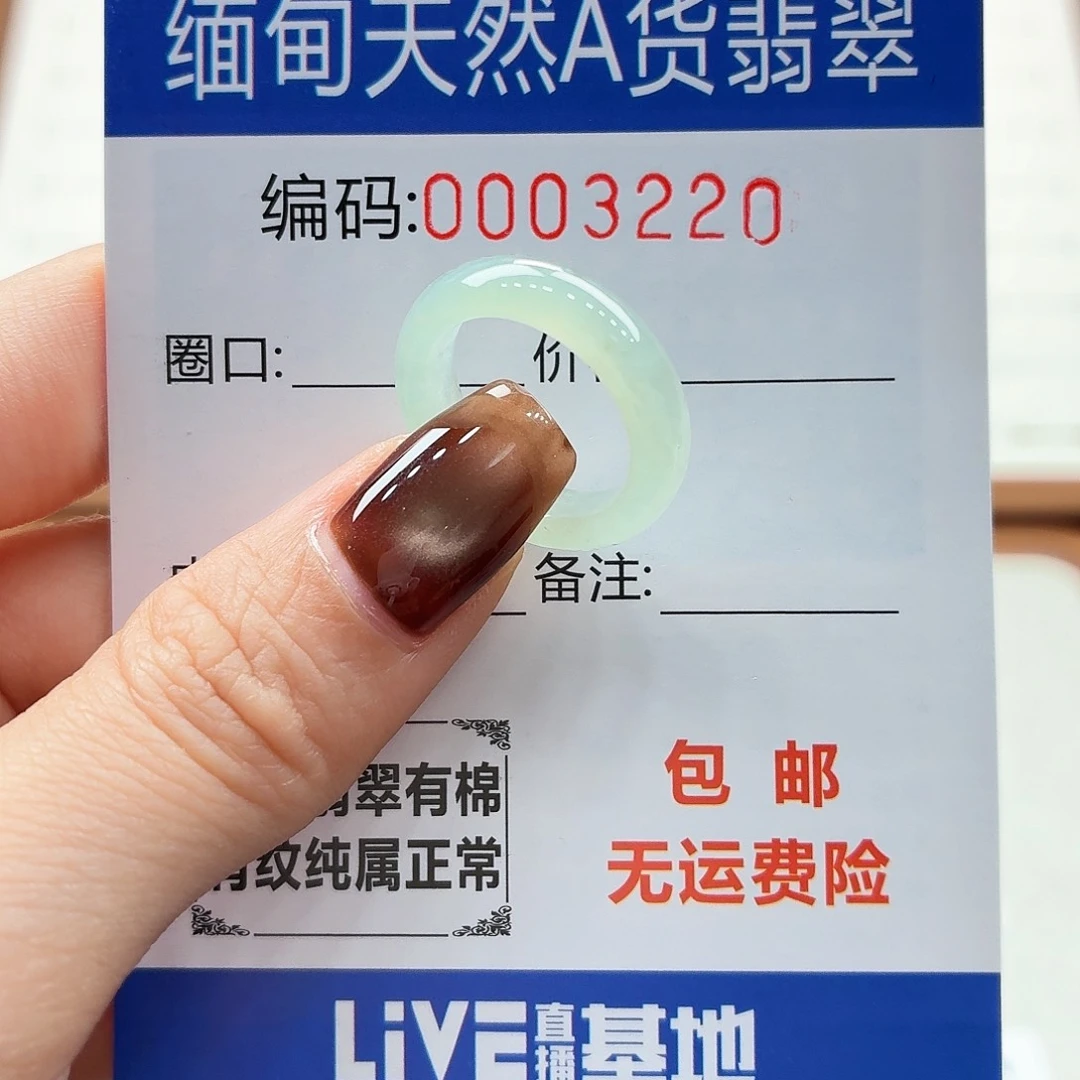 缅甸天然A货翡翠
编码:0003220
圈口: 价
备注:
翠有棉
纹纯属正常
包 邮
无运费险
LiVE直播基地